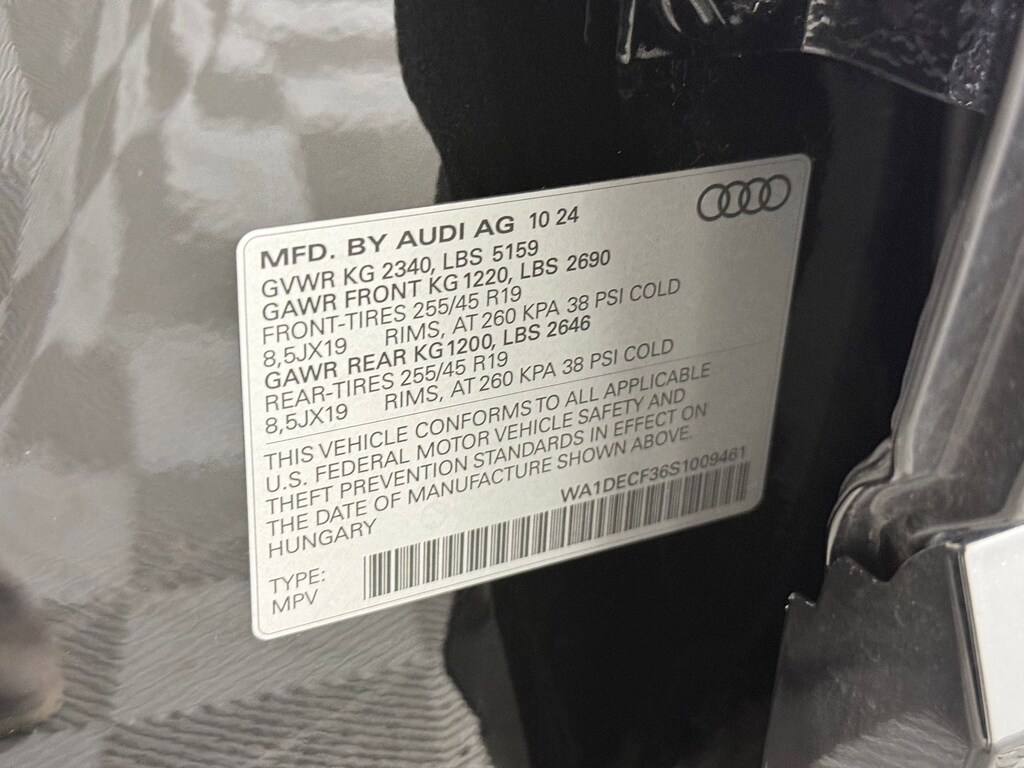 MFD. BY AUDI AG 10 24
GVWR KG 2340, LBS 5159
GAWR FRONT KG 1220, LBS 2690
FRONT-TIRES 255/45 R19
8,5JX19 RIMS, AT 260 KPA 38 PSI COLD
GAWR REAR KG 1200, LBS 2646
REAR-TIRES 255/45 R19
8,5JX19 RIMS, AT 260 KPA 38 PSI COLD
THIS VEHICLE CONFORMS TO ALL APPLICABLE
U.S. FEDERAL MOTOR VEHICLE SAFETY AND
THEFT PREVENTION STANDARDS IN EFFECT ON
THE DATE OF MANUFACTURE SHOWN ABOVE.
HUNGARY WA1DECF36S1009461
TYPE:
MPV